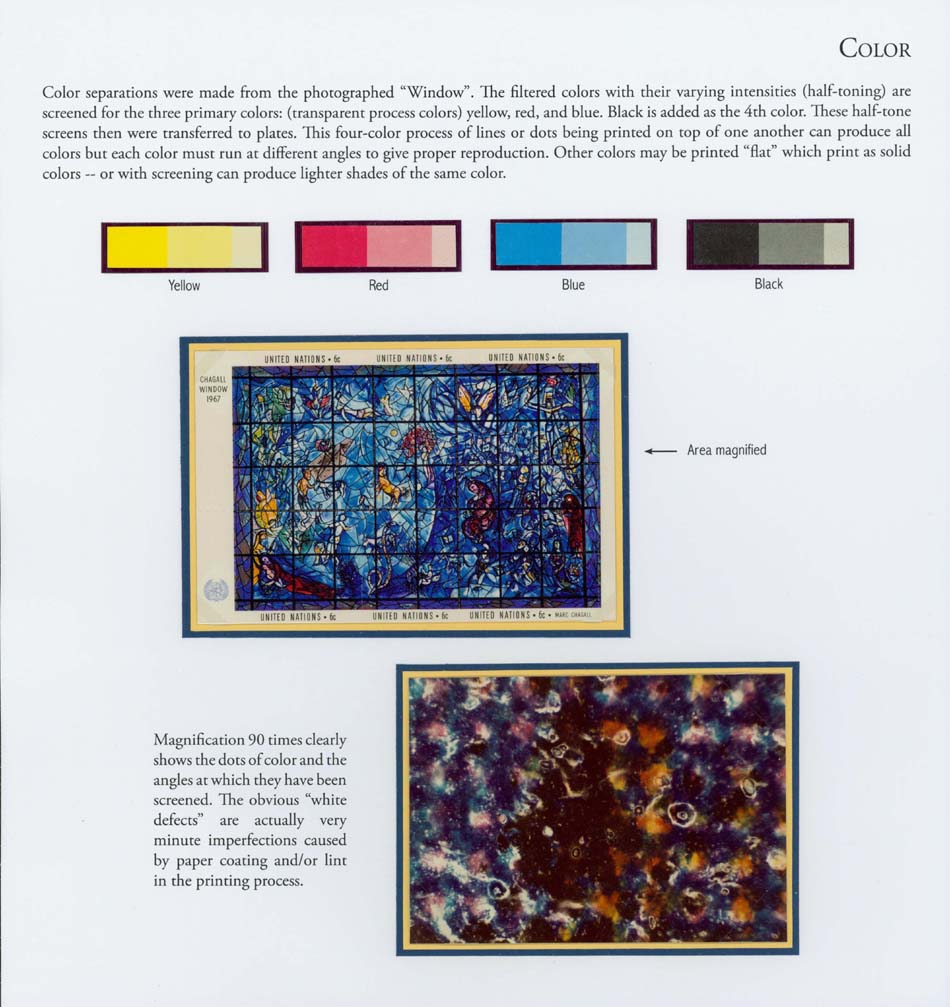 COLOR
Color separations were made from the photographed “Window”. The filtered colors with their varying intensities (half-toning) are
screened for the three primary colors: (transparent process colors) yellow, red, and blue. Black is added as the 4th color. These half-tone
screens then were transferred to plates. This four-color process of lines or dots being printed on top of one another can produce all
colors but each color must run at different angles to give proper reproduction. Other colors may be printed “flat” which print as solid
colors -- or with screening can produce lighter shades of the same color.
Yellow
Red
Blue
Black
UNITED NATIONS • 6c
UNITED NATIONS • 6c
UNITED NATIONS • 6c
CHAGALL
WINDOW
1967
Area magnified
UNITED NATIONS • 6c
UNITED NATIONS • 6c
UNITED NATIONS • 6c • MARC CHAGALL
Magnification 90 times clearly
shows the dots of color and the
angles at which they have been
screened. The obvious “white
defects” are actually very
minute imperfections caused
by paper coating and/or lint
in the printing process.